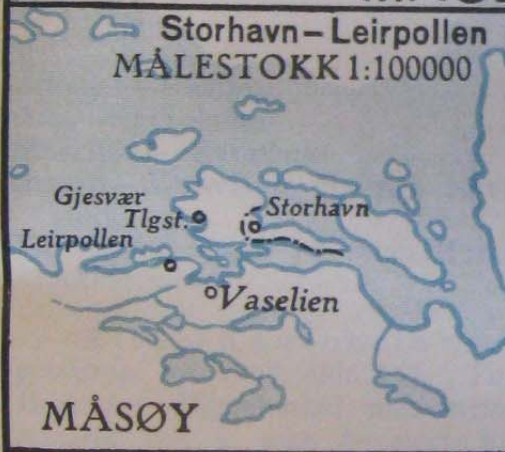 Storhavn–Leirpollen
MÅLESTOKK 1:100000
Gjesvær
Tlgst.
Storhavn
Leirpollen
Vaselien
MÅSØY